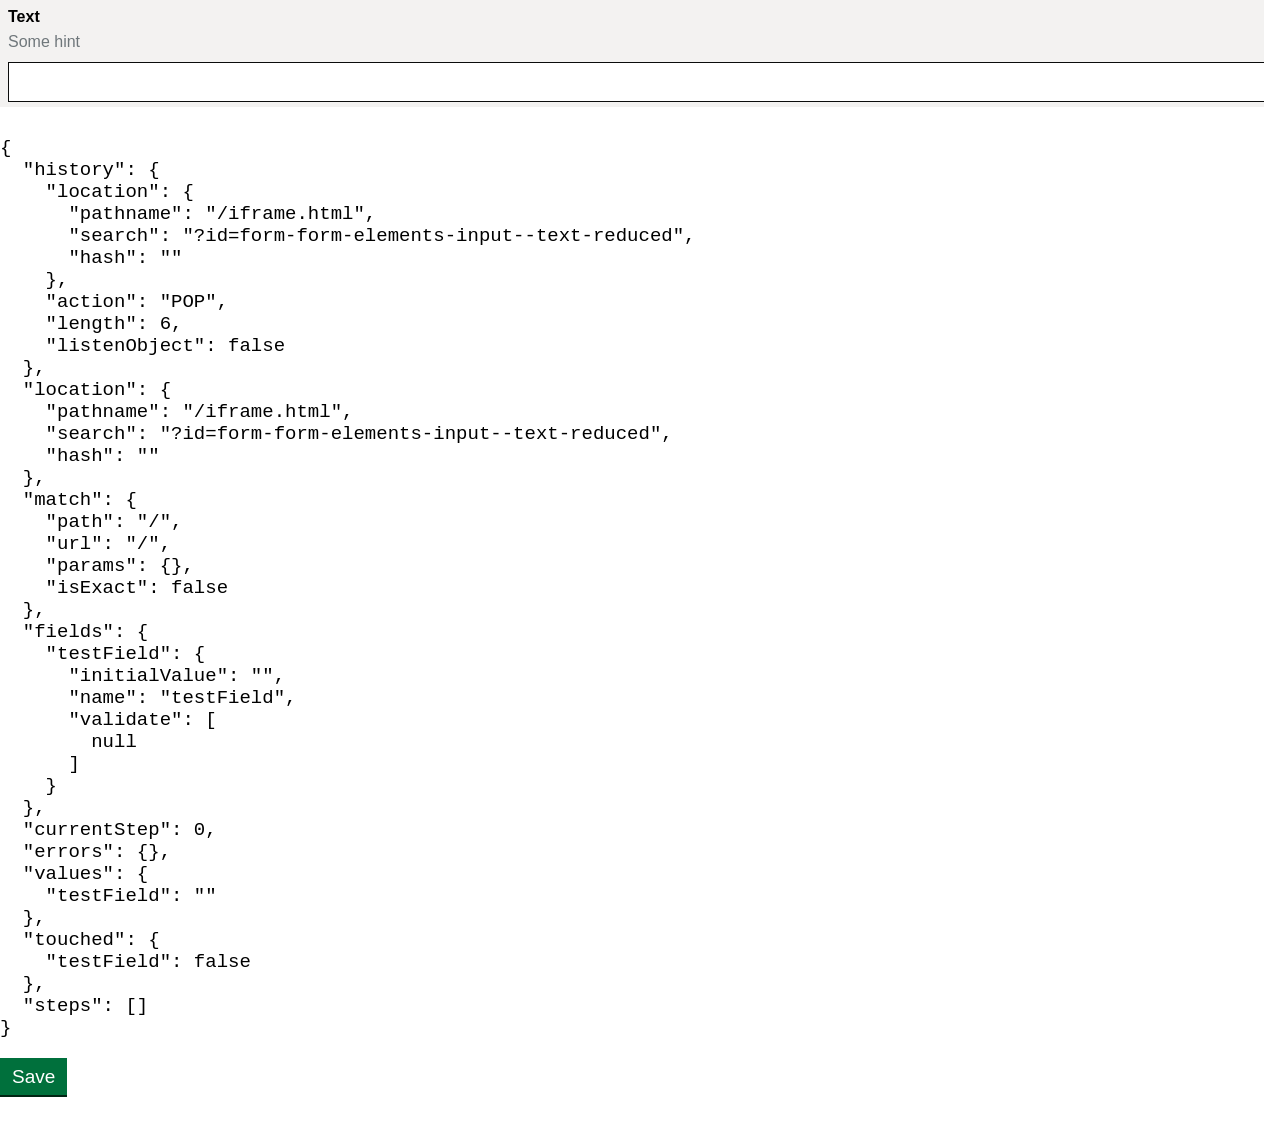 Text
Some hint
{
  "history": {
    "location": {
      "pathname": "/iframe.html",
      "search": "?id=form-form-elements-input--text-reduced",
      "hash": ""
    },
    "action": "POP",
    "length": 6,
    "listenObject": false
  },
  "location": {
    "pathname": "/iframe.html",
    "search": "?id=form-form-elements-input--text-reduced",
    "hash": ""
  },
  "match": {
    "path": "/",
    "url": "/",
    "params": {},
    "isExact": false
  },
  "fields": {
    "testField": {
      "initialValue": "",
      "name": "testField",
      "validate": [
        null
      ]
    }
  },
  "currentStep": 0,
  "errors": {},
  "values": {
    "testField": ""
  },
  "touched": {
    "testField": false
  },
  "steps": []
}
Save